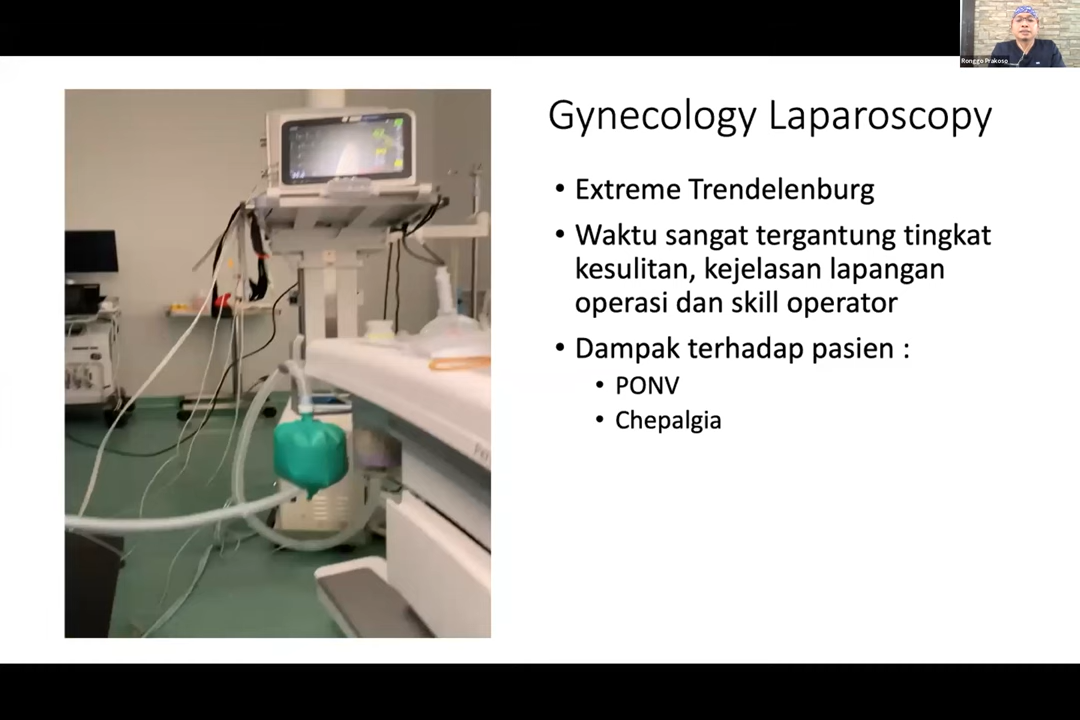 Ronggo Prakoso
Gynecology Laparoscopy
• Extreme Trendelenburg
• Waktu sangat tergantung tingkat
kesulitan, kejelasan lapangan
operasi dan skill operator
• Dampak terhadap pasien :
• PONV
• Chepalgia